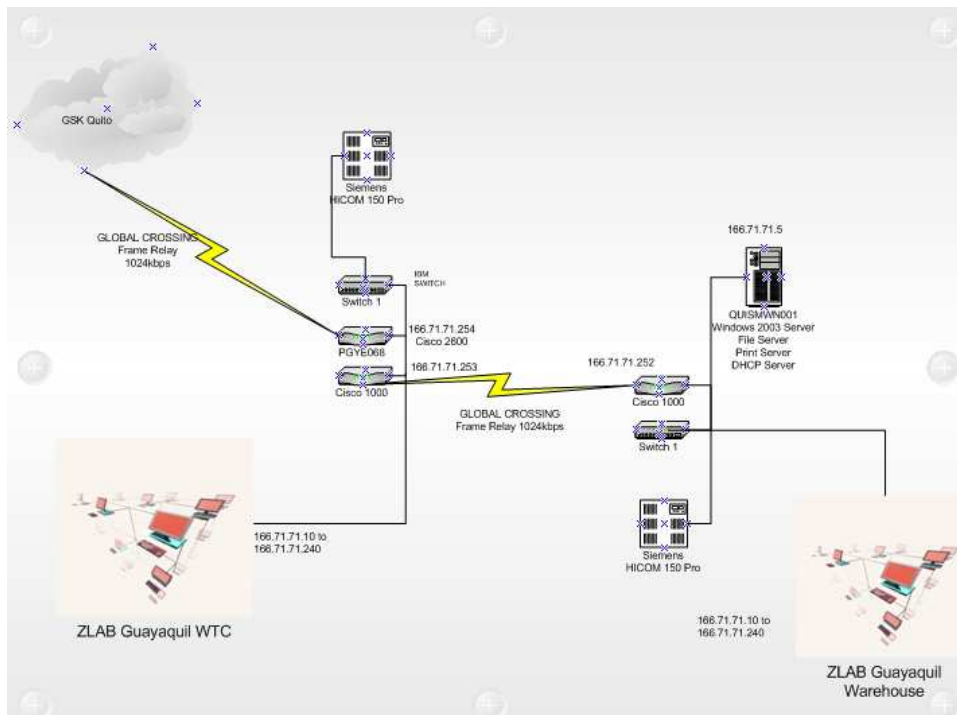 GSK Quito
GLOBAL CROSSING
Frame Relay
1024kbps
Siemens
HICOM 150 Pro
IBM
SWITCH
Switch 1
166.71.71.254
Cisco 2600
PGYE068
166.71.71.253
Cisco 1000
GLOBAL CROSSING
Frame Relay 1024kbps
166.71.71.252
Cisco 1000
Switch 1
166.71.71.5
QUISMWN001
Windows 2003 Server
File Server
Print Server
DHCP Server
Siemens
HICOM 150 Pro
166.71.71.10 to
166.71.71.240
ZLAB Guayaquil WTC
166.71.71.10 to
166.71.71.240
ZLAB Guayaquil
Warehouse